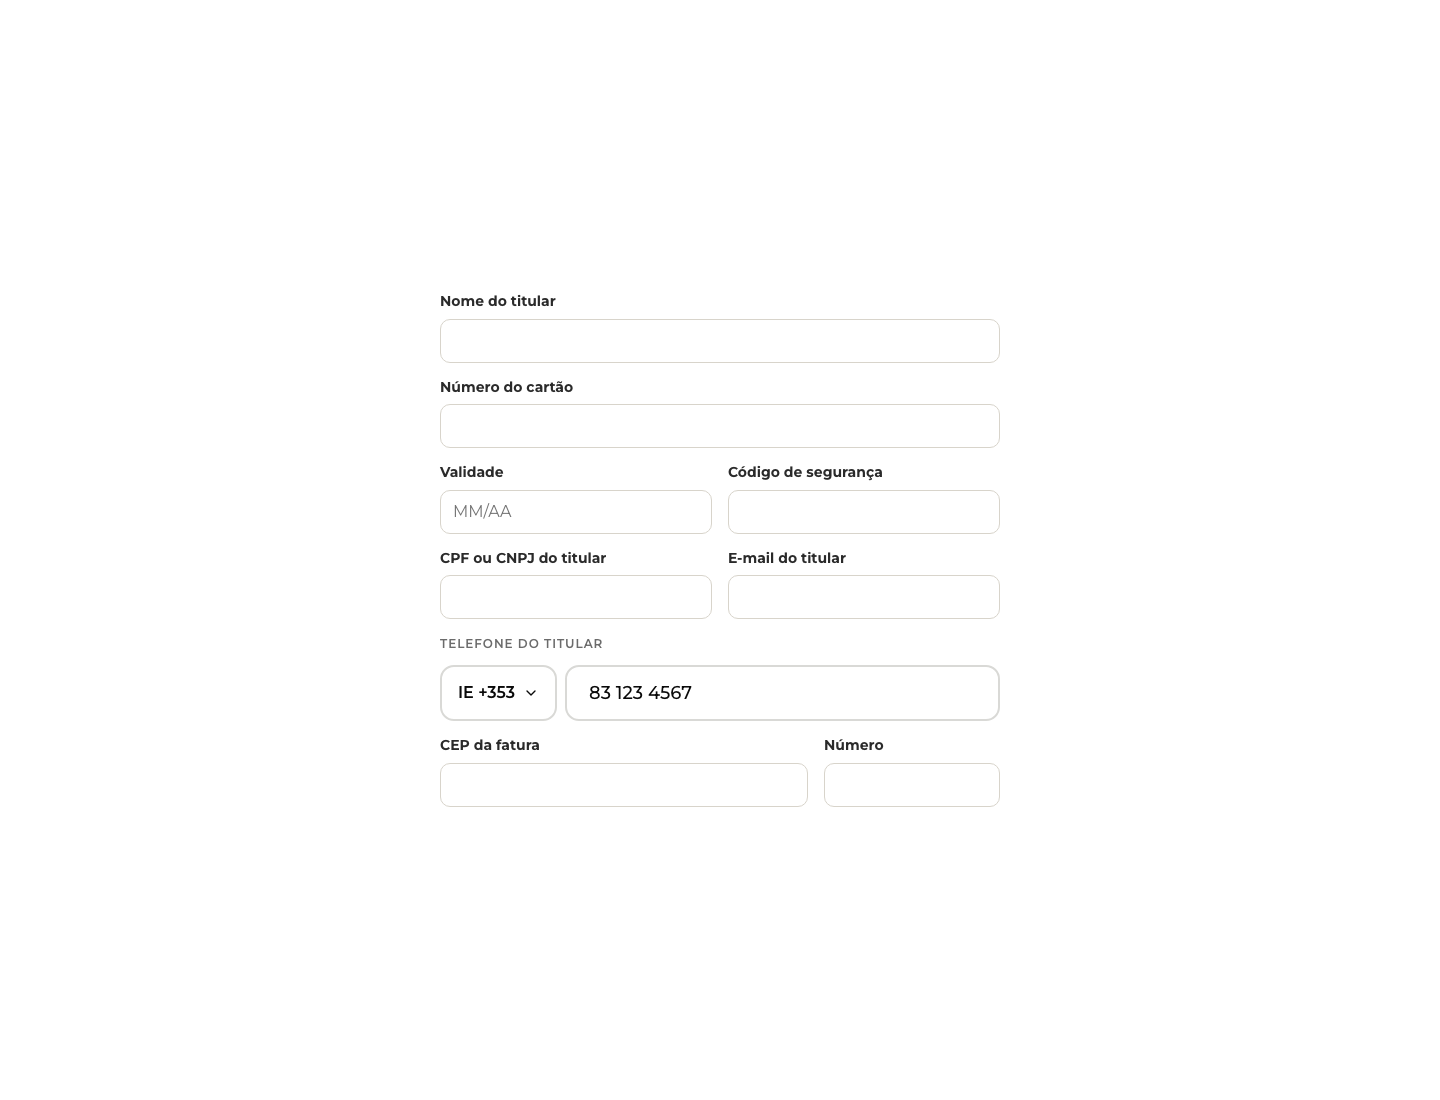 Nome do titular
Número do cartão
Validade
Código de segurança
MM/AA
CPF ou CNPJ do titular
E-mail do titular
TELEFONE DO TITULAR
IE +353
83 123 4567
CEP da fatura
Número